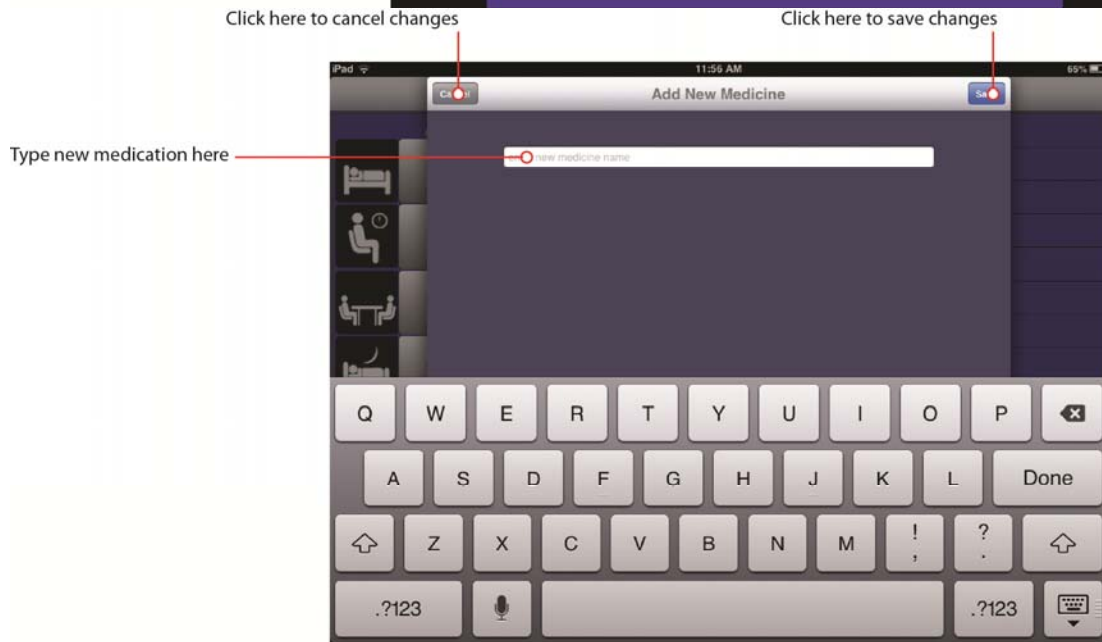 Click here to cancel changes
Click here to save changes
iPad 11:56 AM 65%
Add New Medicine
Type new medication here
new medicine name
Q W E R T Y U I O P
A S D F G H J K L Done
Z X C V B N M ! , ? .
.?123 .?123